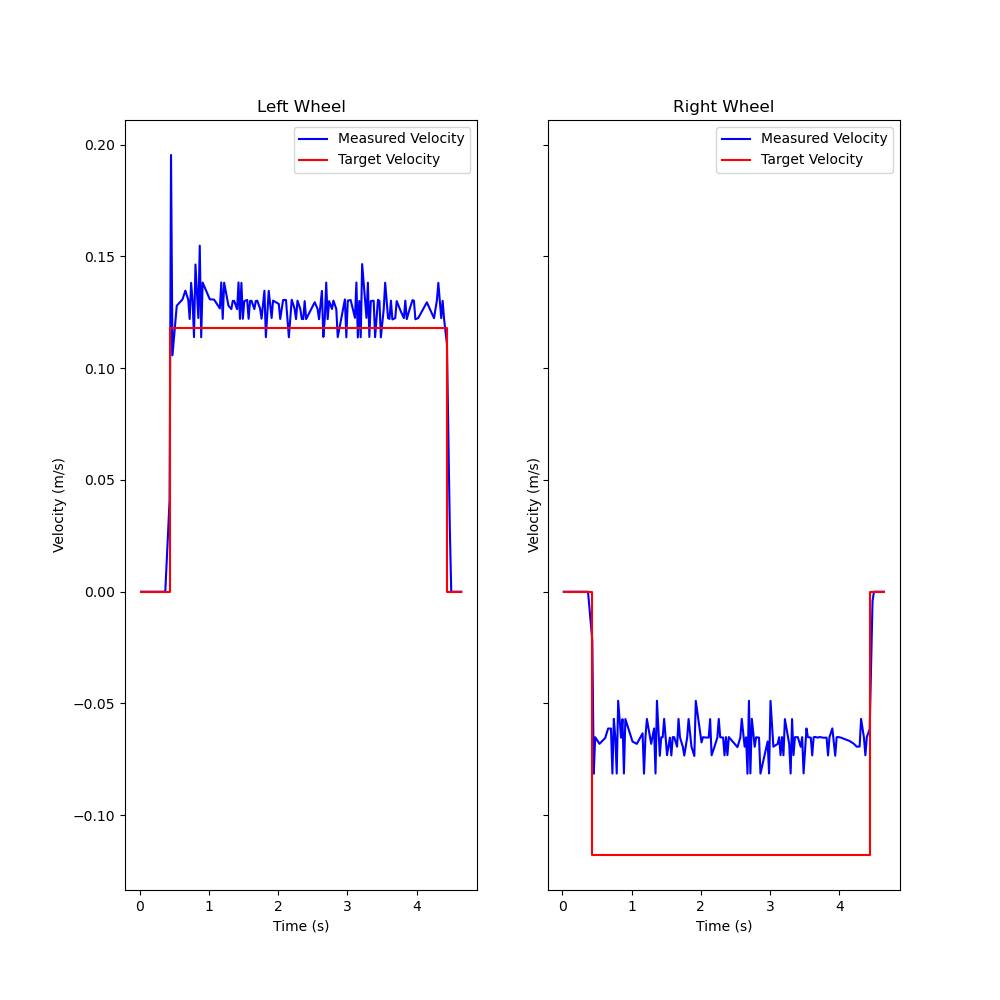 Left Wheel
Measured Velocity
Target Velocity
Velocity (m/s)
0.20
0.15
0.10
0.05
0.00
−0.05
−0.10
0
1
2
3
4
Time (s)
Right Wheel
Measured Velocity
Target Velocity
Velocity (m/s)
0
1
2
3
4
Time (s)